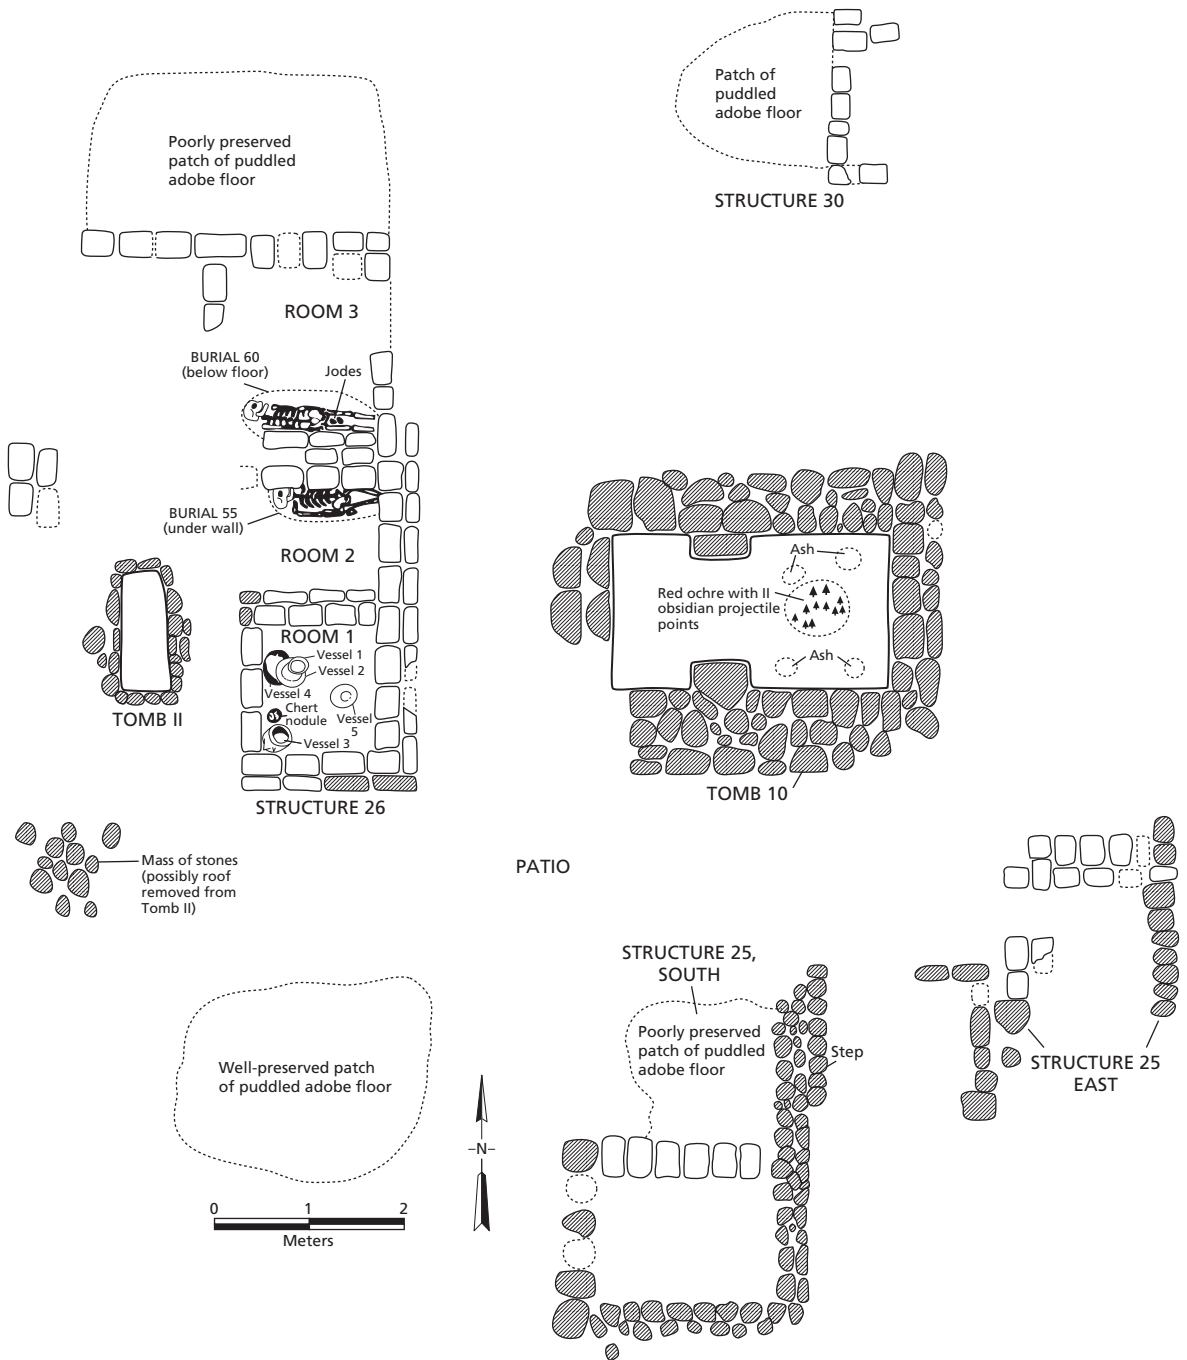 Patch of
puddled
adobe floor
STRUCTURE 30
Poorly preserved
patch of puddled
adobe floor
ROOM 3
BURIAL 60
(below floor)
Jodes
BURIAL 55
(under wall)
ROOM 2
ROOM 1
Vessel 1
Vessel 2
Vessel 4
Chert
nodule
Vessel
5
Vessel 3
STRUCTURE 26
TOMB II
Ash
Red ochre with II
obsidian projectile
points
Ash
TOMB 10
Mass of stones
(possibly roof
removed from
Tomb II)
PATIO
STRUCTURE 25,
SOUTH
Poorly preserved
patch of puddled
adobe floor
Step
STRUCTURE 25
EAST
Well-preserved patch
of puddled adobe floor
N
0 1 2
Meters